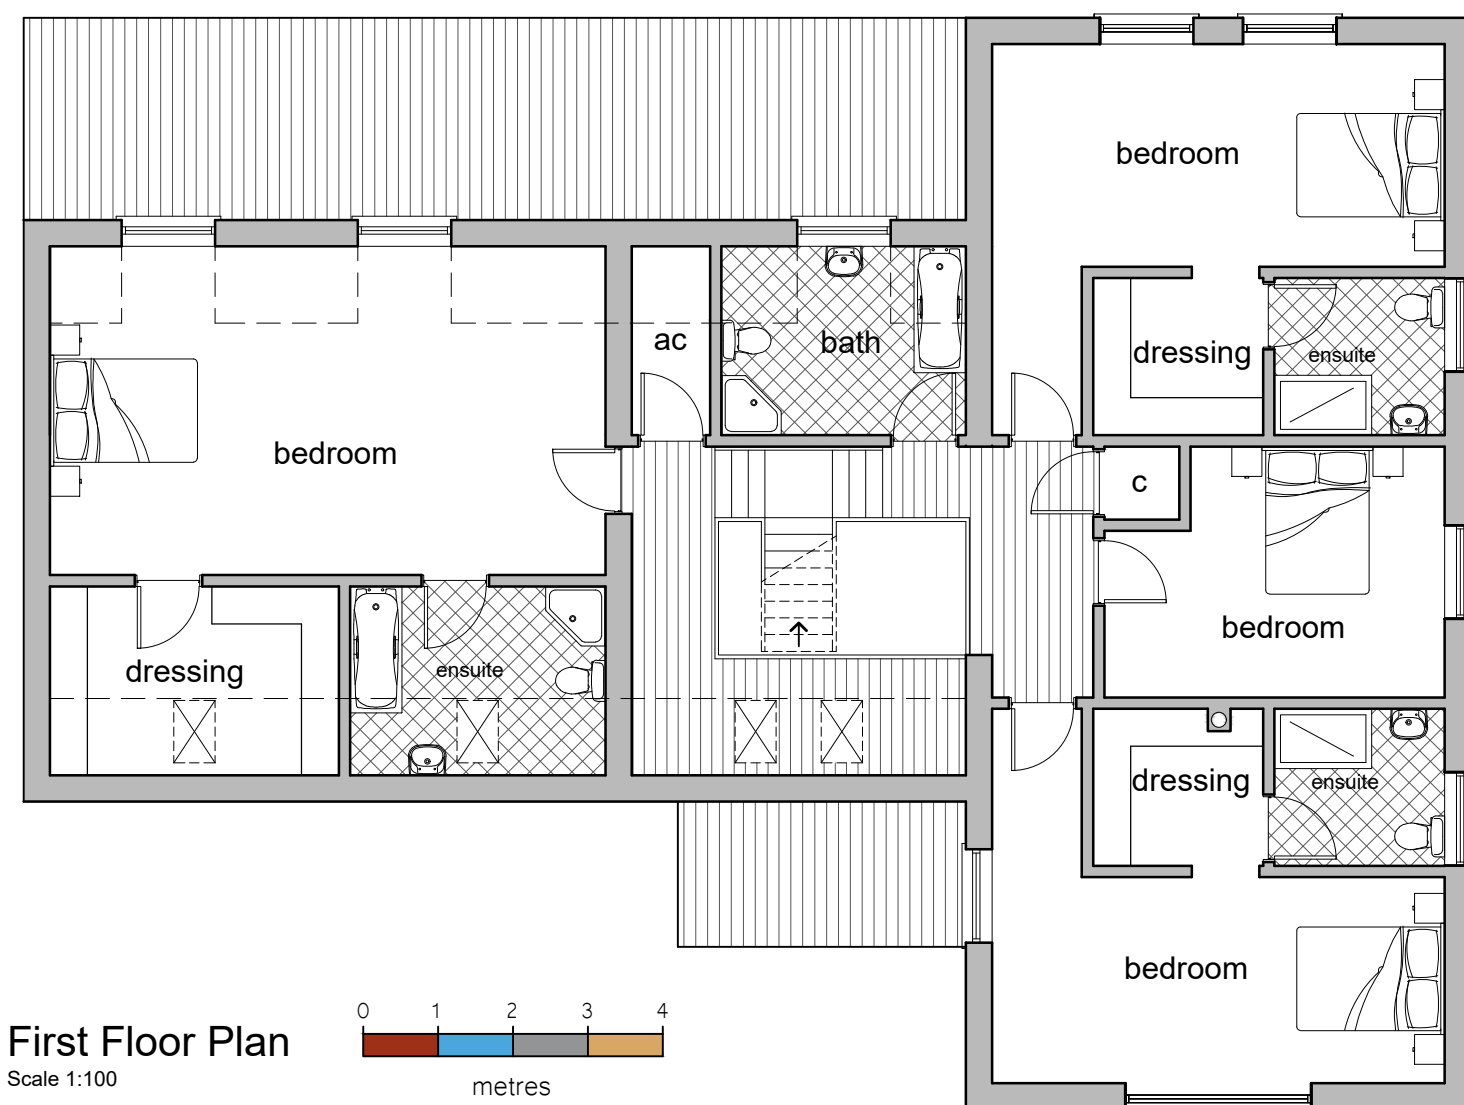 bedroom
dressing
ensuite
ac
bath
bedroom
c
bedroom
dressing
ensuite
dressing
ensuite
bedroom
0 1 2 3 4
metres
First Floor Plan
Scale 1:100